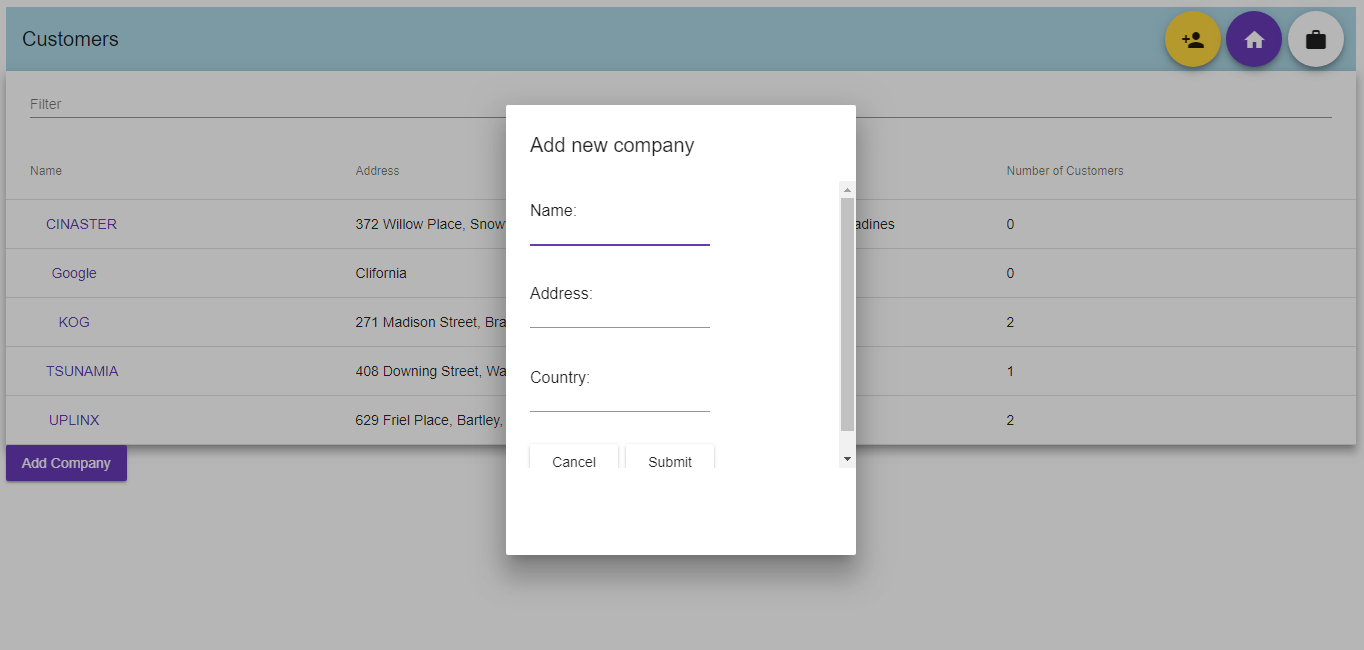 Customers
Filter
Name Address Number of Customers
CINASTER 372 Willow Place, Snow adines 0
Google Clifornia 0
KOG 271 Madison Street, Bra 2
TSUNAMIA 408 Downing Street, Wa 1
UPLINX 629 Friel Place, Bartley, 2
Add Company
Add new company
Name:
Address:
Country:
Cancel Submit